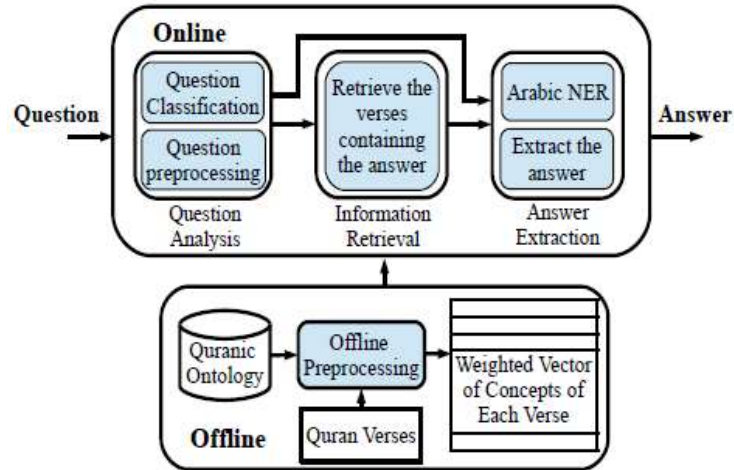 Online
Question
Question
Classification
Question
preprocessing
Question
Analysis
Retrieve the
verses
containing
the answer
Information
Retrieval
Arabic NER
Extract the
answer
Answer
Extraction
Answer
Quranic
Ontology
Offline
Preprocessing
Weighted Vector
of Concepts of
Each Verse
Quran Verses
Offline